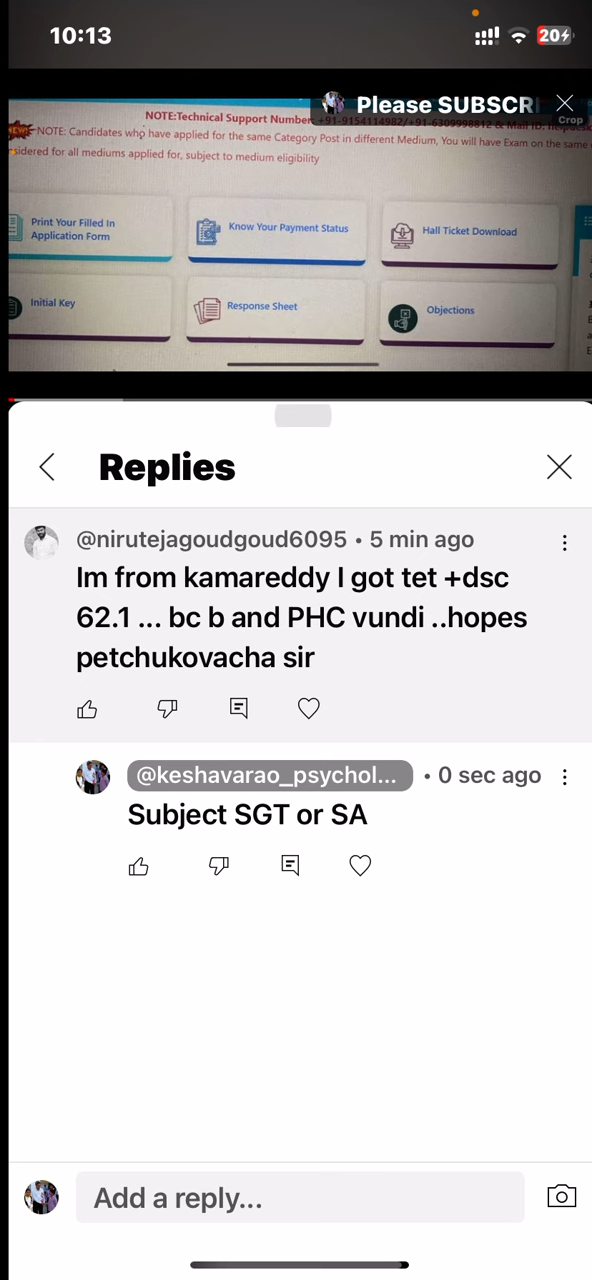 10:13
20
Please SUBSCR
Crop
NOTE:Technical Support Number: +91-9154114982/+91-6309998812 & Mail ID: helpdesk
NEW! NOTE: Candidates who have applied for the same Category Post in different Medium, You will have Exam on the same
sidered for all mediums applied for, subject to medium eligibility
Print Your Filled In
Application Form
Know Your Payment Status
Hall Ticket Download
Initial Key
Response Sheet
Objections
Replies
@nirutejagoudgoud6095 • 5 min ago
Im from kamareddy I got tet +dsc
62.1 ... bc b and PHC vundi ..hopes
petchukovacha sir
@keshavarao_psychol... • 0 sec ago
Subject SGT or SA
Add a reply...